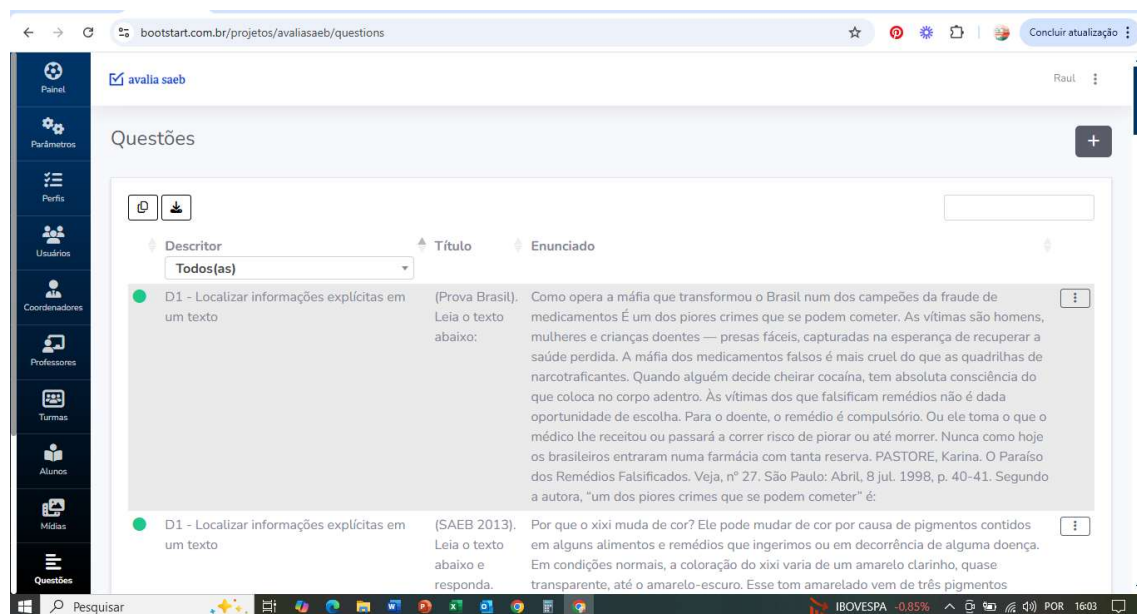 bootstart.com.br/projetos/avaliasaeb/questions
Concluir atualização
Painel
avalia saeb
Raul
Parâmetros
Questões
+
Perfis
Usuários
Descritor
Título
Enunciado
Todos(as)
Coordenadores
Professores
Turmas
Alunos
Mídias
Questões
D1 - Localizar informações explícitas em
um texto
(Prova Brasil).
Leia o texto
abaixo:
Como opera a máfia que transformou o Brasil num dos campeões da fraude de
medicamentos É um dos piores crimes que se podem cometer. As vítimas são homens,
mulheres e crianças doentes — presas fáceis, capturadas na esperança de recuperar a
saúde perdida. A máfia dos medicamentos falsos é mais cruel do que as quadrilhas de
narcotraficantes. Quando alguém decide cheirar cocaína, tem absoluta consciência do
que coloca no corpo adentro. Às vítimas dos que falsificam remédios não é dada
oportunidade de escolha. Para o doente, o remédio é compulsório. Ou ele toma o que o
médico lhe receitou ou passará a correr risco de piorar ou até morrer. Nunca como hoje
os brasileiros entraram numa farmácia com tanta reserva. PASTORE, Karina. O Paraíso
dos Remédios Falsificados. Veja, nº 27. São Paulo: Abril, 8 jul. 1998, p. 40-41. Segundo
a autora, “um dos piores crimes que se podem cometer” é:
D1 - Localizar informações explícitas em
um texto
(SAEB 2013).
Leia o texto
abaixo e
responda.
Por que o xixi muda de cor? Ele pode mudar de cor por causa de pigmentos contidos
em alguns alimentos e remédios que ingerimos ou em decorrência de alguma doença.
Em condições normais, a coloração do xixi varia de um amarelo clarinho, quase
transparente, até o amarelo-escuro. Esse tom amarelado vem de três pigmentos
Pesquisar
IBOVESPA -0,85%
POR
16:03